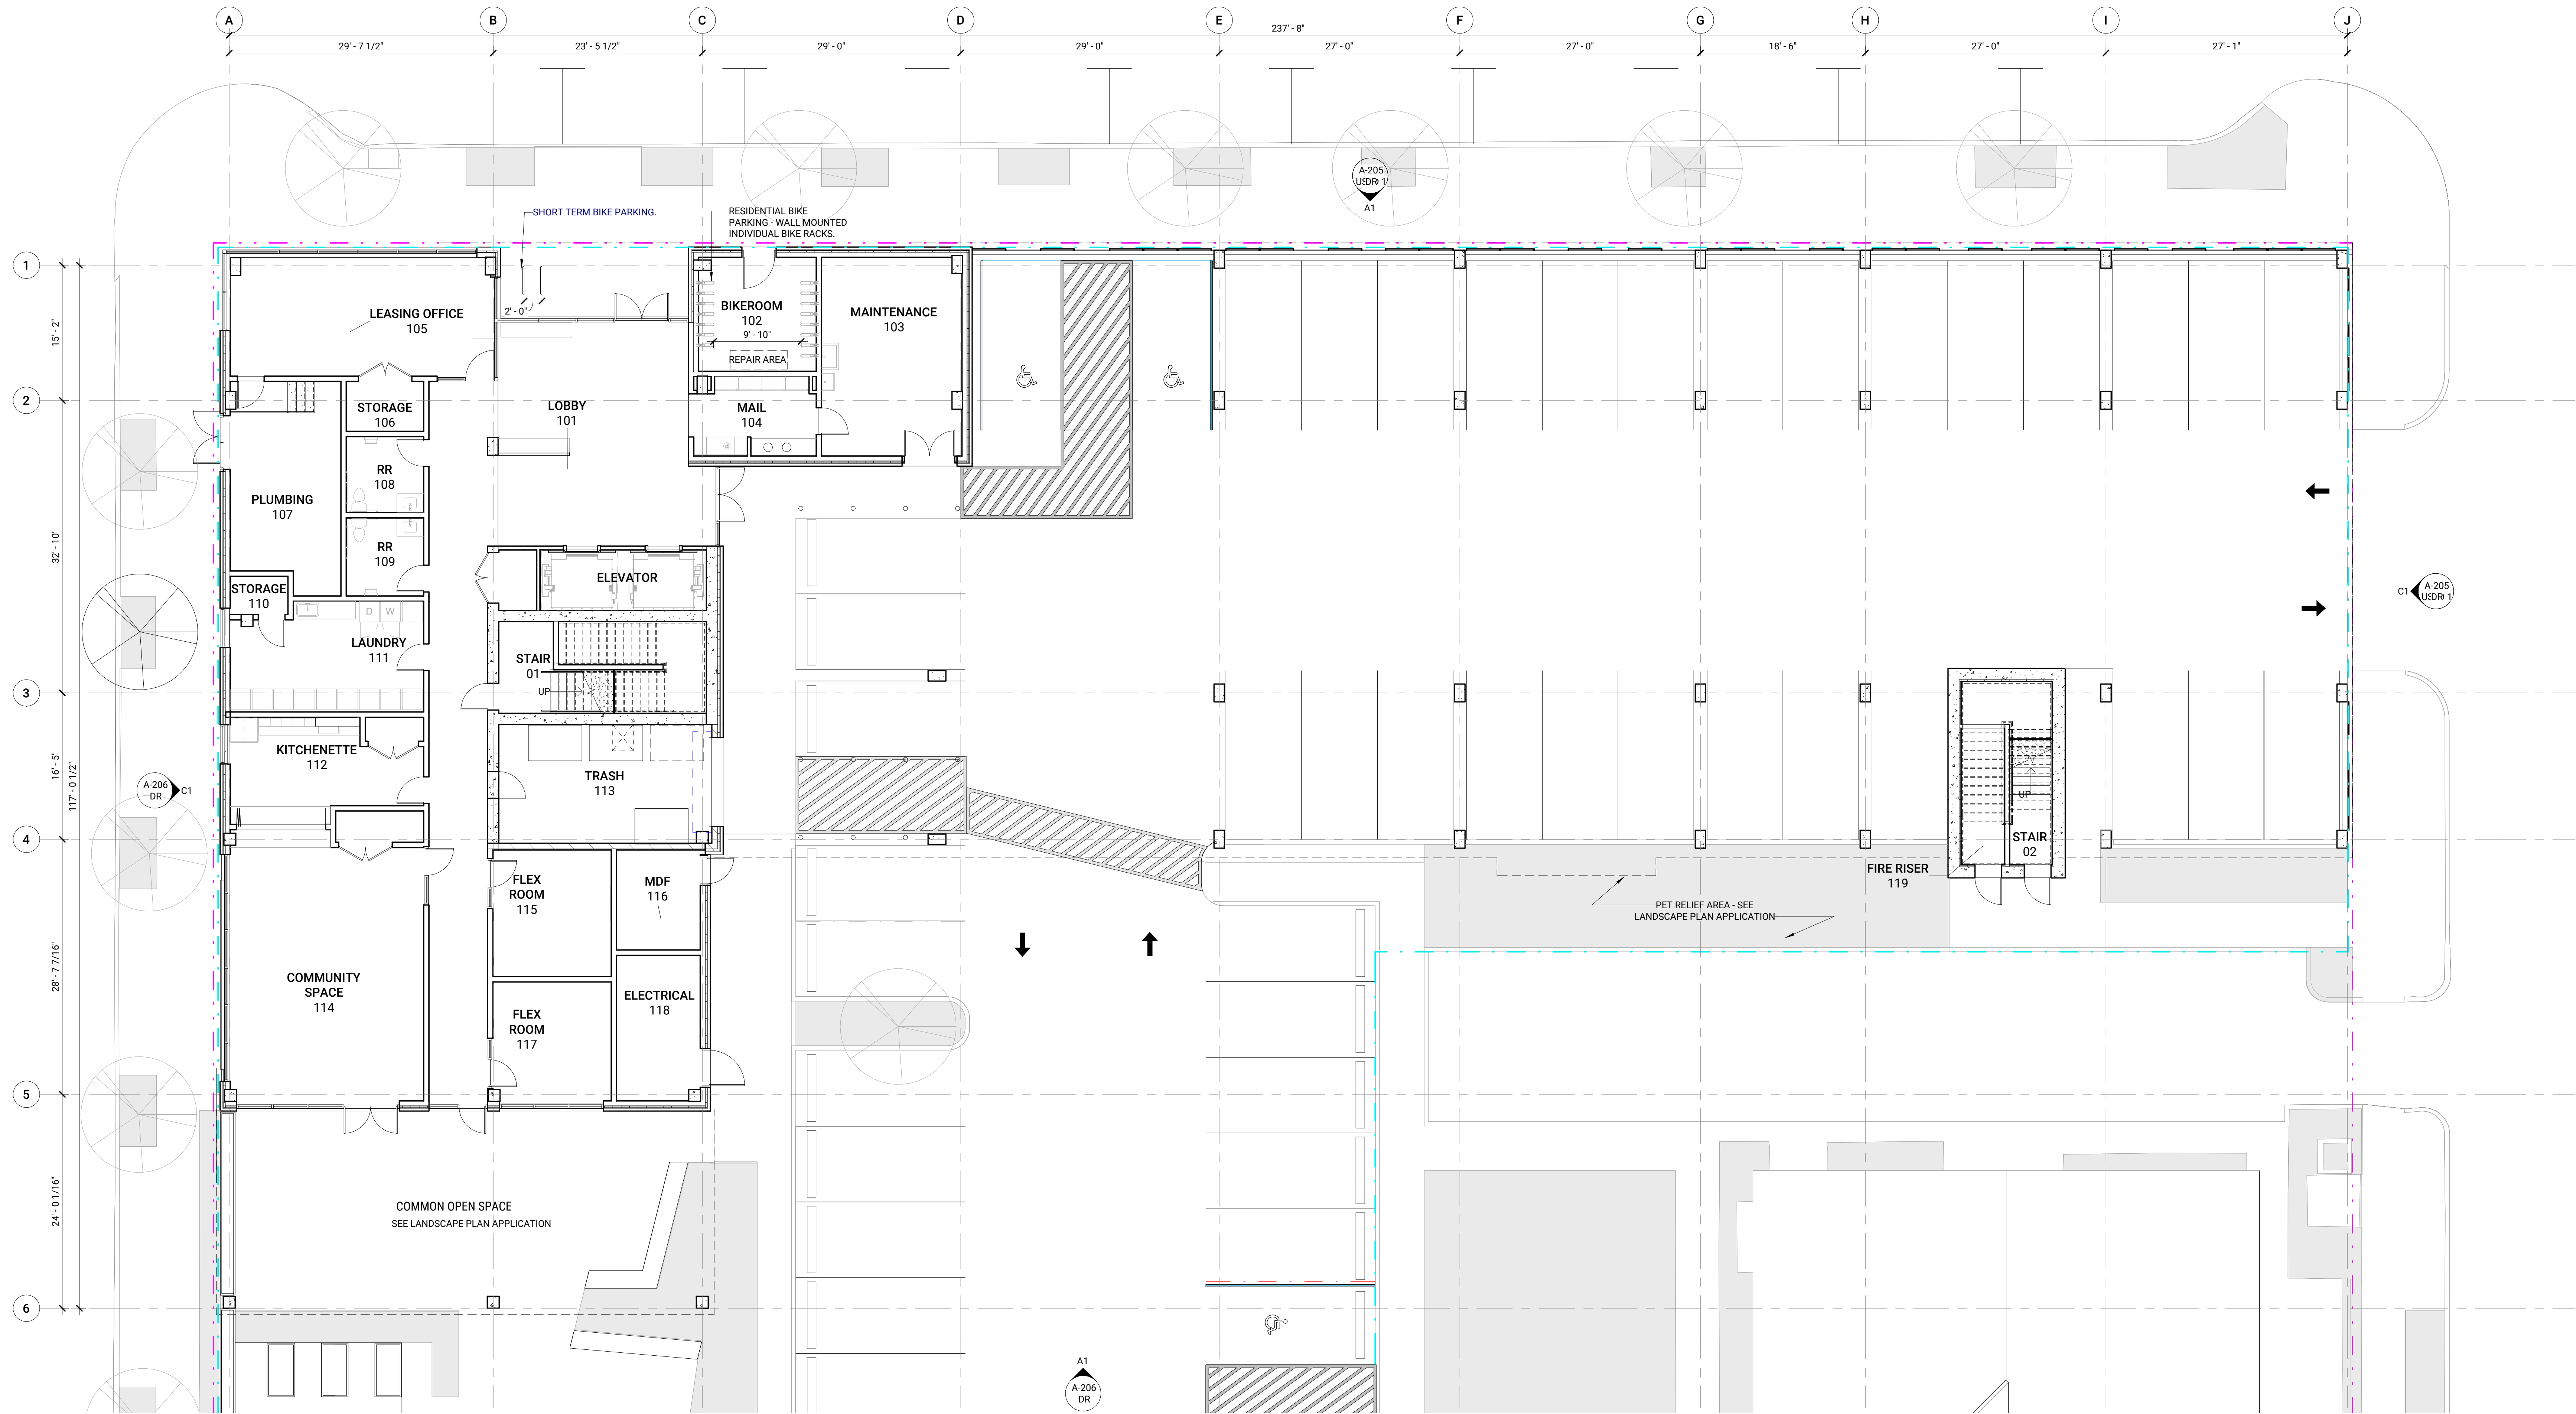 A B C D E F G H I J
237' - 8"
29' - 7 1/2" 23' - 5 1/2" 29' - 0" 29' - 0" 27' - 0" 27' - 0" 18' - 6" 27' - 0" 27' - 1"
A-205
A1
SHORT TERM BIKE PARKING.
RESIDENTIAL BIKE
PARKING - WALL MOUNTED
INDIVIDUAL BIKE RACKS.
1
2
3
4
5
6
15' - 2"
32' - 10"
16' - 5"
117' - 0 1/2"
28' - 7 7/16"
24' - 0 1/16"
LEASING OFFICE
105
2' - 0"
BIKEROOM
102
9' - 10"
REPAIR AREA
MAINTENANCE
103
STORAGE
106
LOBBY
101
MAIL
104
RR
108
PLUMBING
107
RR
109
STORAGE
110
ELEVATOR
T
D W
LAUNDRY
111
STAIR
01
UP
KITCHENETTE
112
TRASH
113
A-206
DR
C1
C1
A-205
UP
STAIR
02
FIRE RISER
119
PET RELIEF AREA - SEE
LANDSCAPE PLAN APPLICATION
FLEX
ROOM
115
MDF
116
COMMUNITY
SPACE
114
FLEX
ROOM
117
ELECTRICAL
118
COMMON OPEN SPACE
SEE LANDSCAPE PLAN APPLICATION
A1
A-206
DR